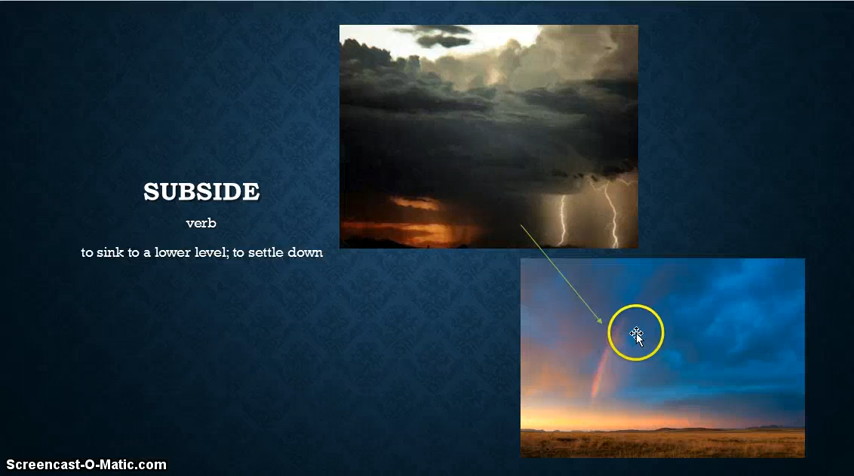 SUBSIDE
verb
to sink to a lower level; to settle down
Screencast-O-Matic.com